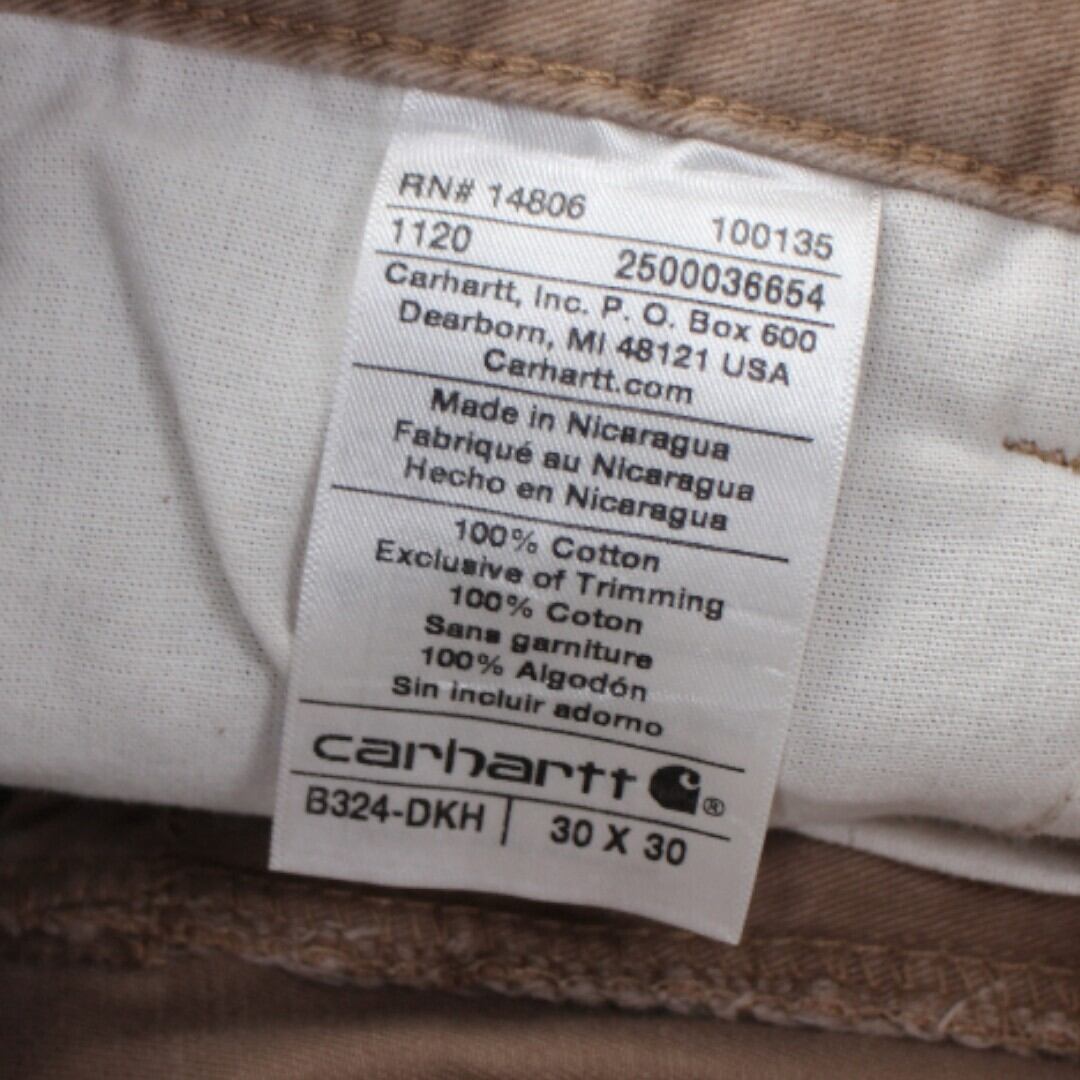 RN# 14806 100135
1120 2500036654
Carhartt, Inc. P. O. Box 600
Dearborn, MI 48121 USA
Carhartt.com
Made in Nicaragua
Fabriqué au Nicaragua
Hecho en Nicaragua
100% Cotton
Exclusive of Trimming
100% Coton
Sans garniture
100% Algodón
Sin incluir adorno
carhartt ®
B324-DKH | 30 X 30